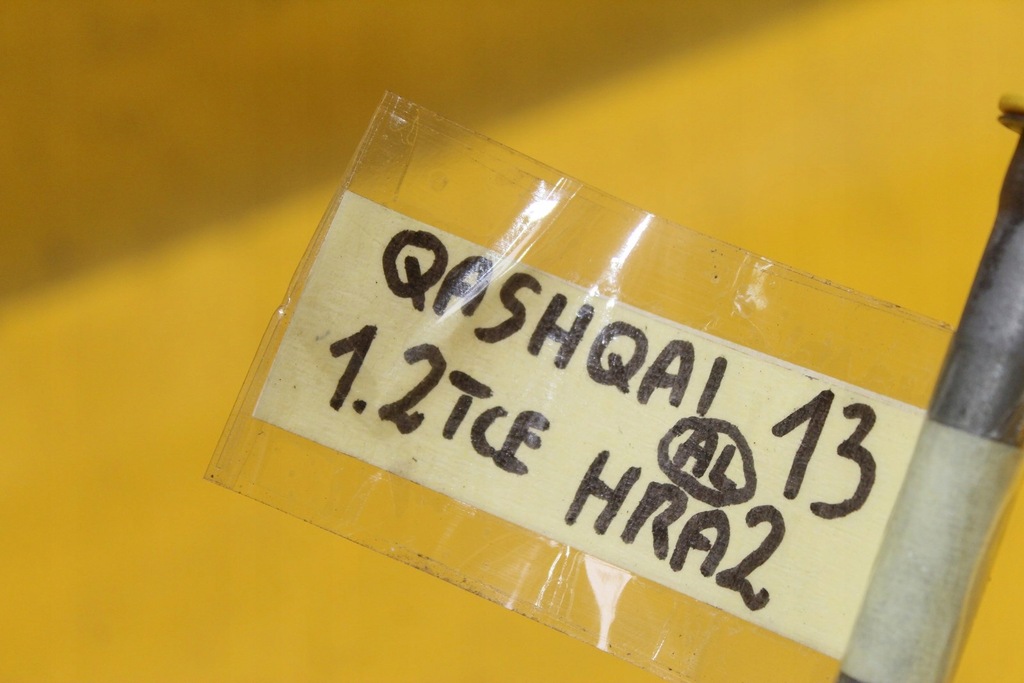 QASHQAI 13
1.2TCE AL HRA2